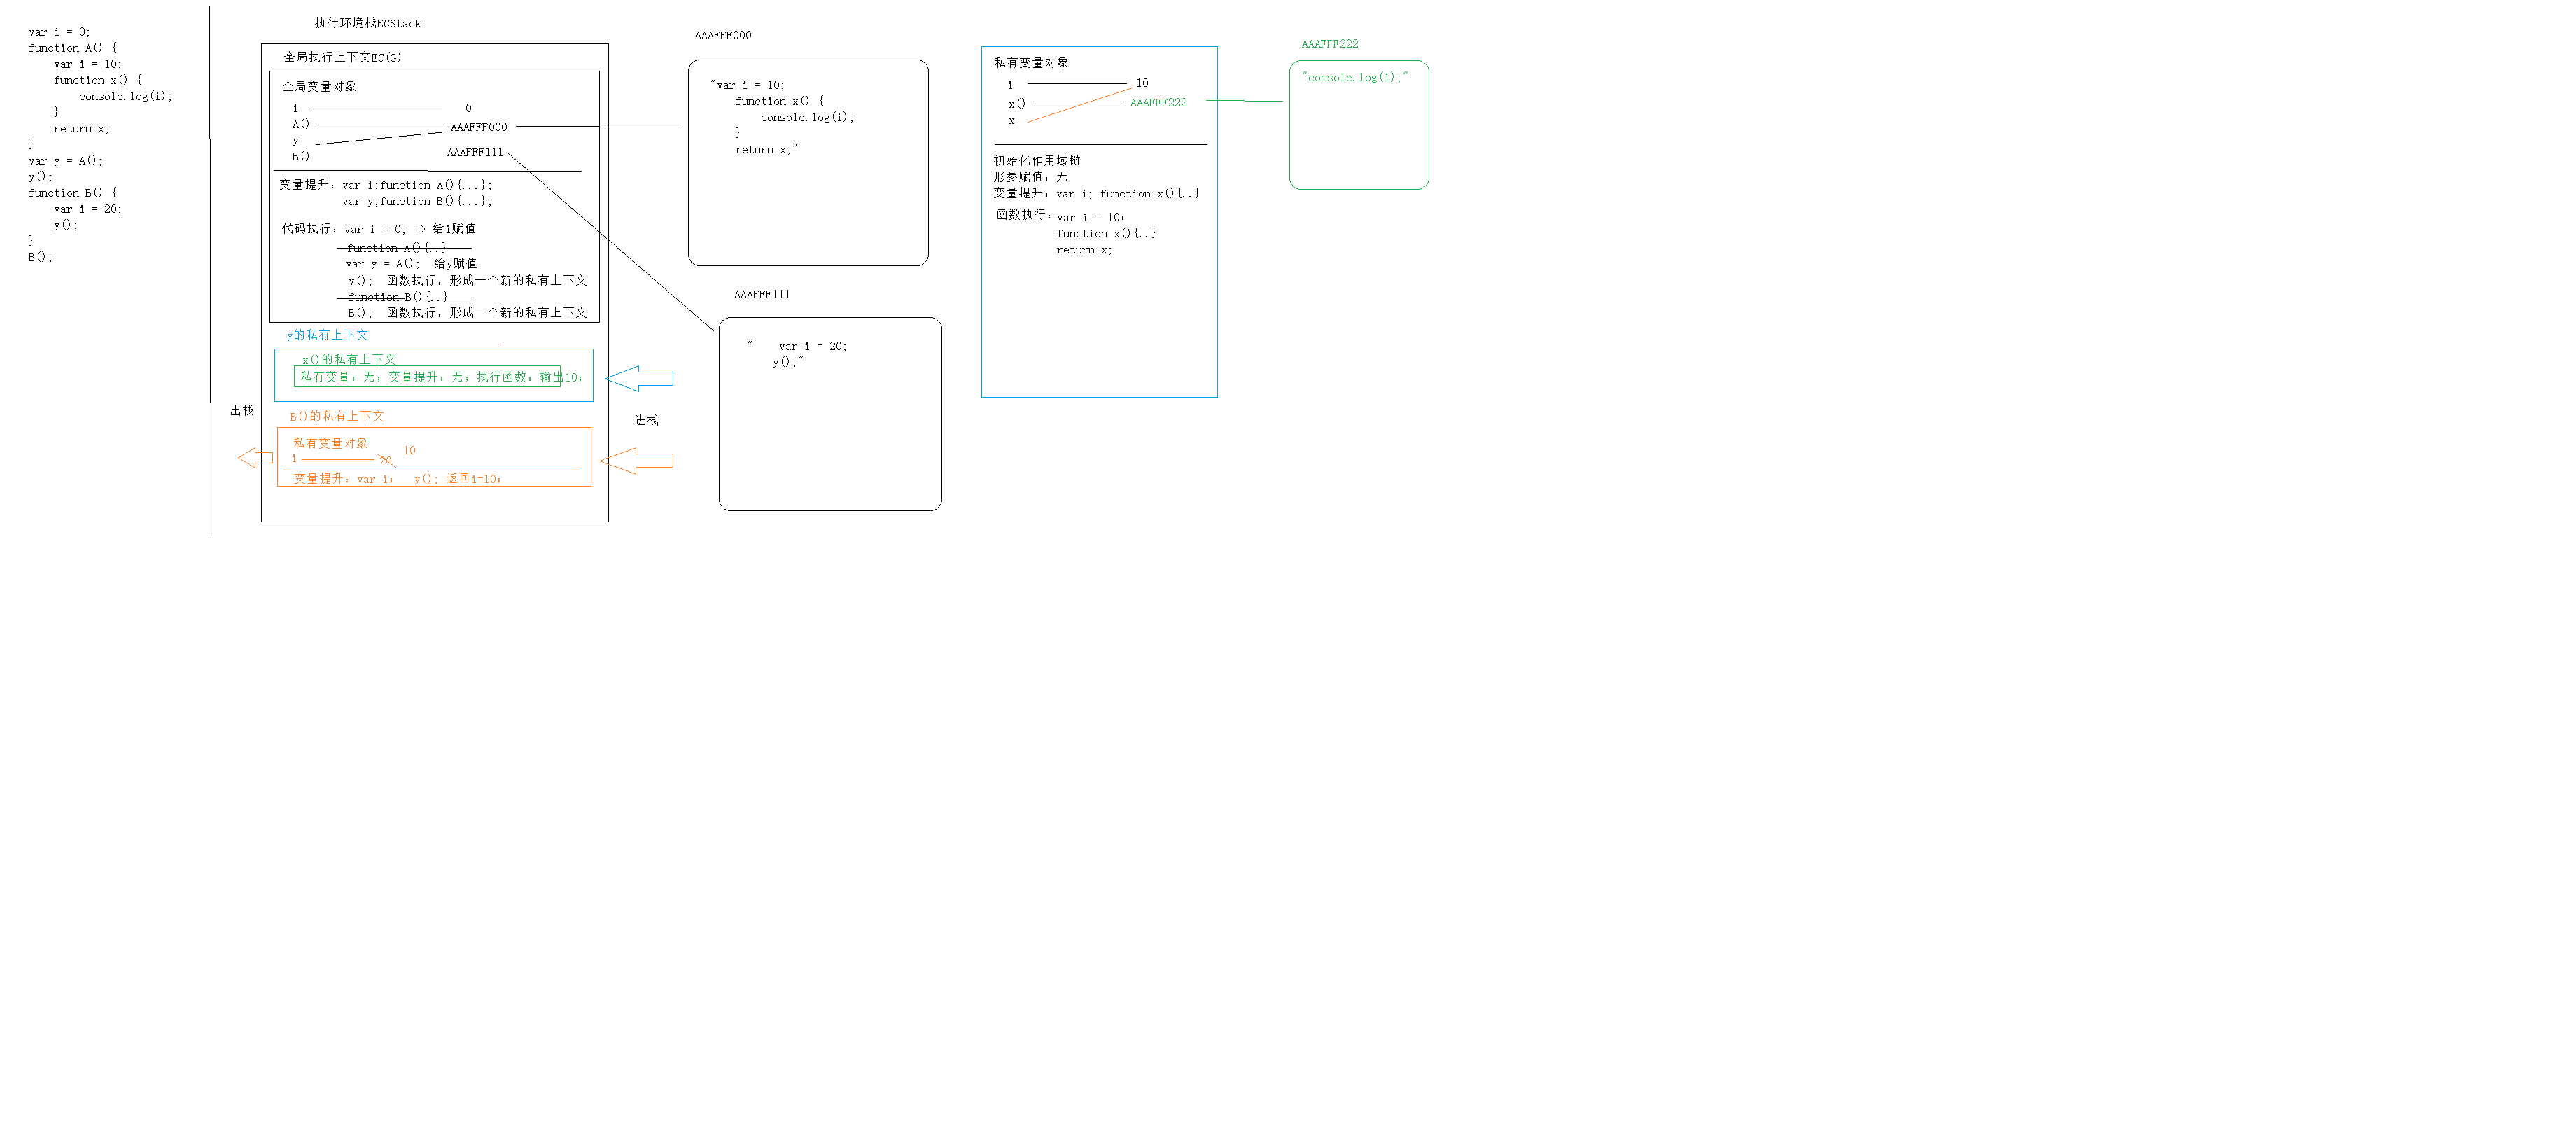 var i = 0;
function A() {
    var i = 10;
    function x() {
        console.log(i);
    }
    return x;
}
var y = A();
y();
function B() {
    var i = 20;
    y();
}
B();
执行环境栈ECStack
全局执行上下文EC(G)
全局变量对象
i 0
A() AAAFFF000
y
B() AAAFFF111
变量提升：var i;function A(){...};
var y;function B(){...};
代码执行：var i = 0; => 给i赋值
function A(){..}
var y = A(); 给y赋值
y(); 函数执行，形成一个新的私有上下文
function B(){..}
B(); 函数执行，形成一个新的私有上下文
y的私有上下文
x()的私有上下文
私有变量：无；变量提升：无；执行函数：输出10；
B()的私有上下文
私有变量对象
i 20 10
变量提升：var i； y(); 返回i=10；
出栈
进栈
AAAFFF000
"var i = 10;
    function x() {
        console.log(i);
    }
    return x;"
AAAFFF111
"    var i = 20;
    y();"
私有变量对象
i 10
x() AAAFFF222
x
初始化作用域链
形参赋值：无
变量提升：var i; function x(){..}
函数执行：var i = 10；
function x(){..}
return x;
AAAFFF222
"console.log(i);"